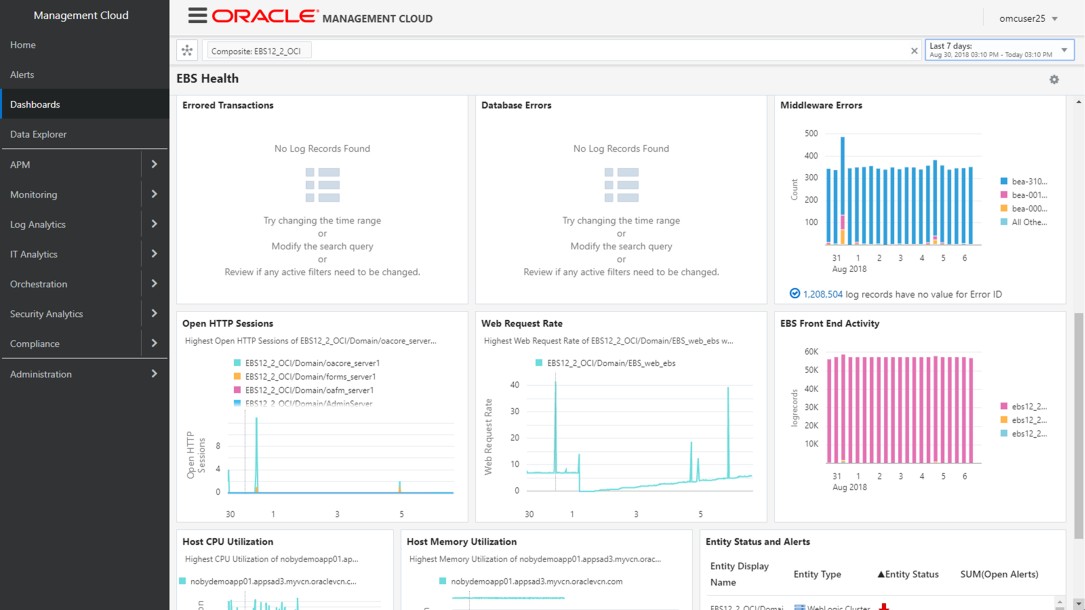 Management Cloud
ORACLE® MANAGEMENT CLOUD
omcuser25
Home
Alerts
Dashboards
Data Explorer
APM
Monitoring
Log Analytics
IT Analytics
Orchestration
Security Analytics
Compliance
Administration
Composite: EBS12_2_OCI
Last 7 days:
Aug 30, 2018 03:10 PM - Today 03:10 PM
EBS Health
Errored Transactions
No Log Records Found
Try changing the time range
or
Modify the search query
or
Review if any active filters need to be changed.
Database Errors
No Log Records Found
Try changing the time range
or
Modify the search query
or
Review if any active filters need to be changed.
Middleware Errors
500
400
300
200
100
Count
31 1 2 3 4 5 6
Aug 2018
bea-310...
bea-001...
bea-000...
All Othe...
1,208,504 log records have no value for Error ID
Open HTTP Sessions
Highest Open HTTP Sessions of EBS12_2_OCI/Domain/oacore_server...
EBS12_2_OCI/Domain/oacore_server1
EBS12_2_OCI/Domain/forms_server1
EBS12_2_OCI/Domain/oafm_server1
EBS12_2_OCI/Domain/AdminServer
Open HTTP
Sessions
8
4
0
30 1 3 5
Web Request Rate
Highest Web Request Rate of EBS12_2_OCI/Domain/EBS_web_ebs w...
EBS12_2_OCI/Domain/EBS_web_ebs
Web Request Rate
40
30
20
10
0
30 1 3 5
EBS Front End Activity
60K
50K
40K
30K
20K
10K
logrecords
31 1 2 3 4 5 6
Aug 2018
ebs12_2...
ebs12_2...
ebs12_2...
Host CPU Utilization
Highest CPU Utilization of nobydemoapp01.ap...
nobydemoapp01.appsad3.myvcn.oraclevcn.c...
Host Memory Utilization
Highest Memory Utilization of nobydemoapp01.appsad3.myvcn.orac...
nobydemoapp01.appsad3.myvcn.oraclevcn.com
Entity Status and Alerts
Entity Display
Name
Entity Type
▲Entity Status
SUM(Open Alerts)
EBS12_2_OCI/Domai
WebLogic Cluster